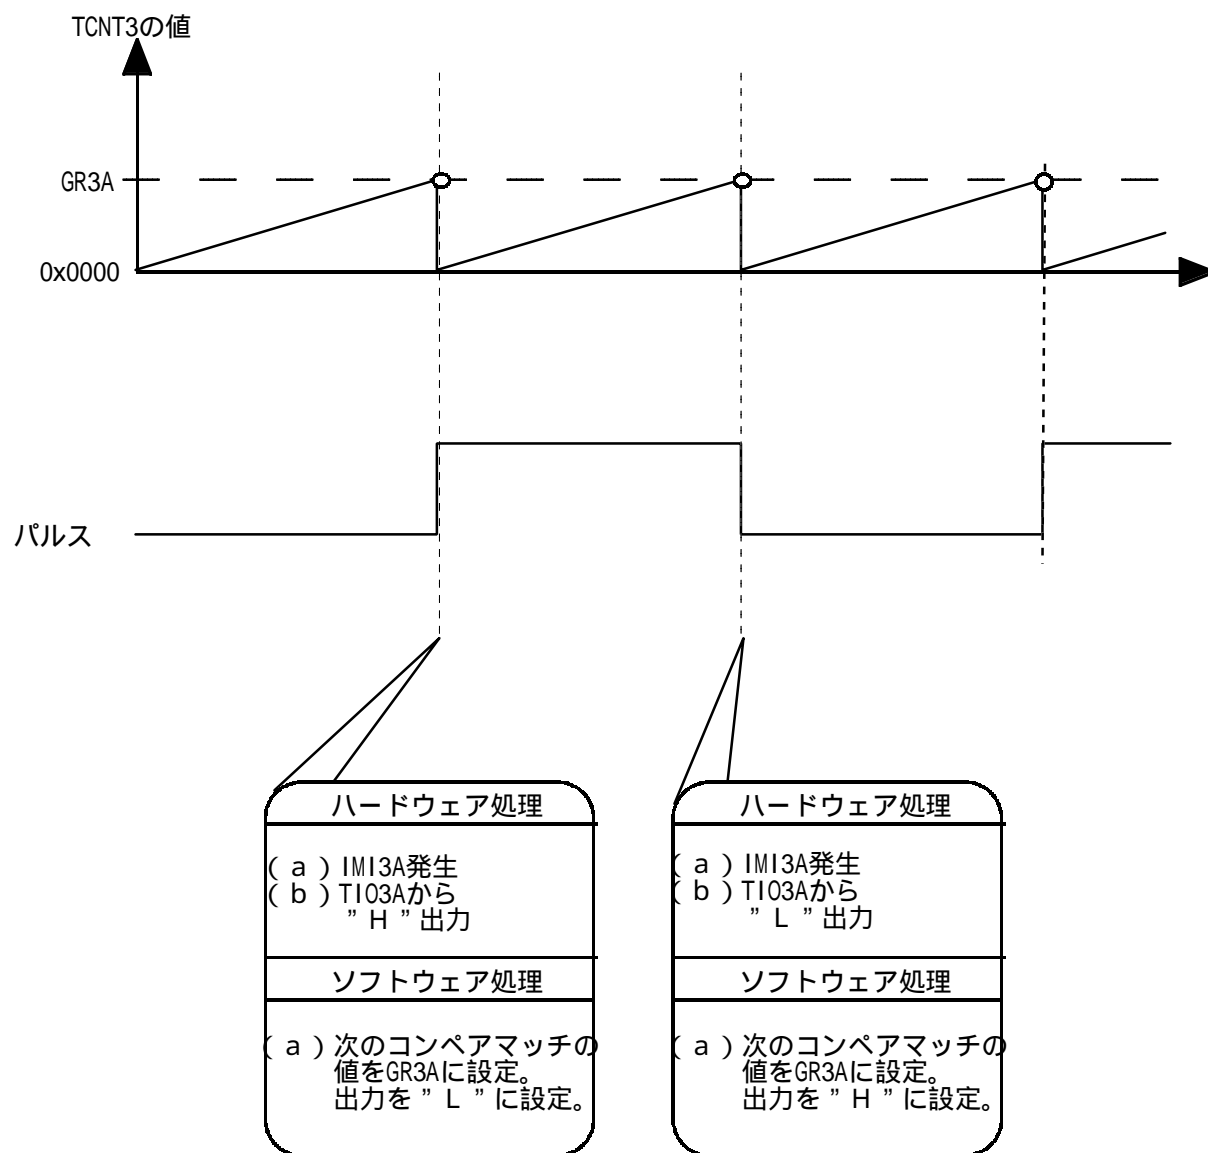 TCNT3の値
GR3A
0x0000
パルス
ハードウェア処理
(a)IMI3A発生
(b)TIO3Aから
”H”出力
ソフトウェア処理
(a)次のコンペアマッチの
値をGR3Aに設定。
出力を”L”に設定。
ハードウェア処理
(a)IMI3A発生
(b)TIO3Aから
”L”出力
ソフトウェア処理
(a)次のコンペアマッチの
値をGR3Aに設定。
出力を”H”に設定。